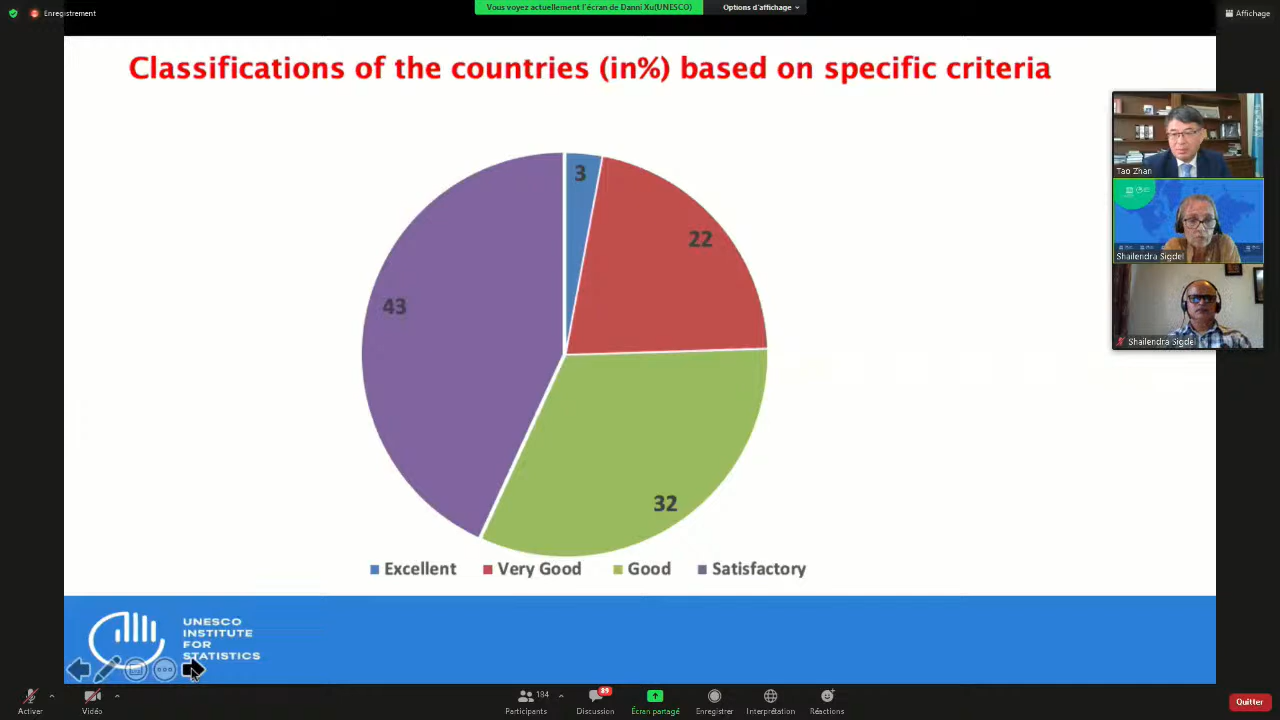 Enregistrement
Vous voyez actuellement l'écran de Danni Xu(UNESCO)
Options d'affichage
Affichage
Classifications of the countries (in%) based on specific criteria
Tao Zhan
Shailendra Sigdel
Shailendra Sigdel
3
22
43
32
Excellent
Very Good
Good
Satisfactory
UNESCO
INSTITUTE
FOR
STATISTICS
Activer
Vidéo
184
Participants
89
Discussion
Écran partagé
Enregistrer
Interprétation
Réactions
Quitter